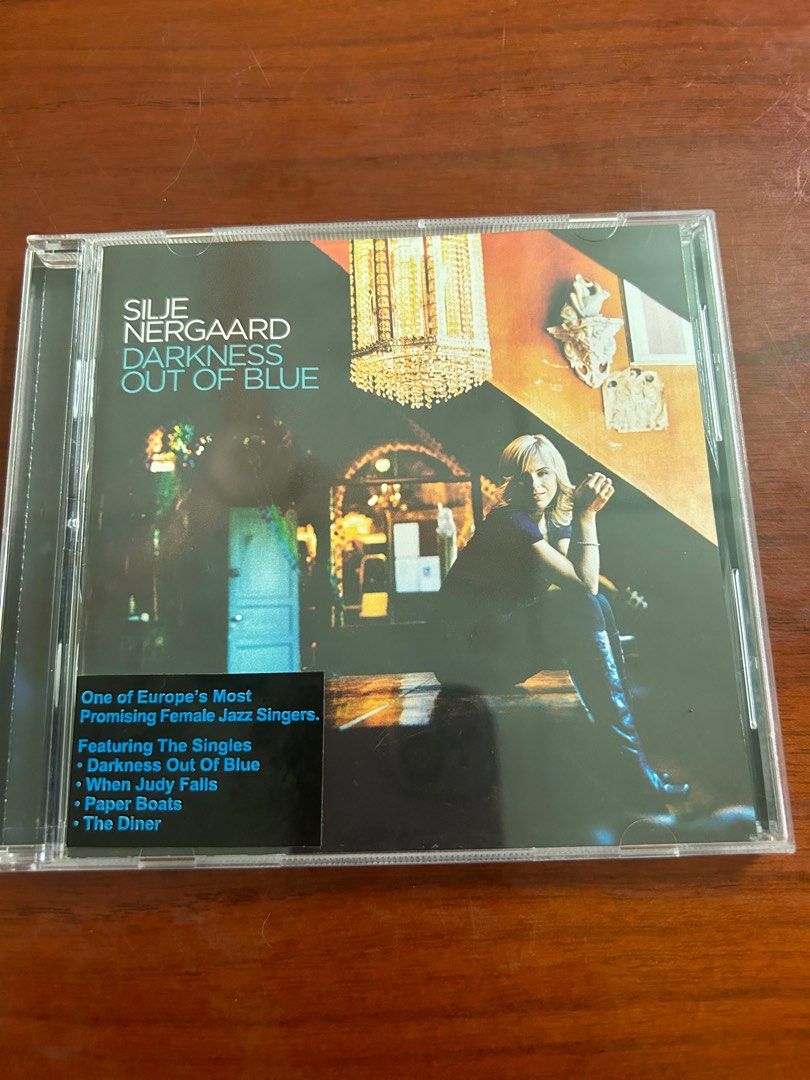 SILJE
NERGAARD
DARKNESS
OUT OF BLUE
One of Europe's Most
Promising Female Jazz Singers.
Featuring The Singles
• Darkness Out Of Blue
• When Judy Falls
• Paper Boats
• The Diner